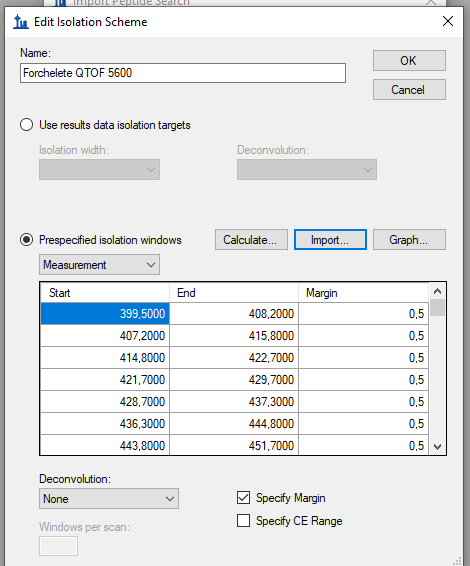 Import Peptide Search
Edit Isolation Scheme
Name:
Forchelete QTOF 5600
OK
Cancel
Use results data isolation targets
Isolation width:
Deconvolution:
Prespecified isolation windows
Calculate...
Import...
Graph...
Measurement
Start End Margin
399,5000 408,2000 0,5
407,2000 415,8000 0,5
414,8000 422,7000 0,5
421,7000 429,7000 0,5
428,7000 437,3000 0,5
436,3000 444,8000 0,5
443,8000 451,7000 0,5
Deconvolution:
None
Specify Margin
Specify CE Range
Windows per scan: